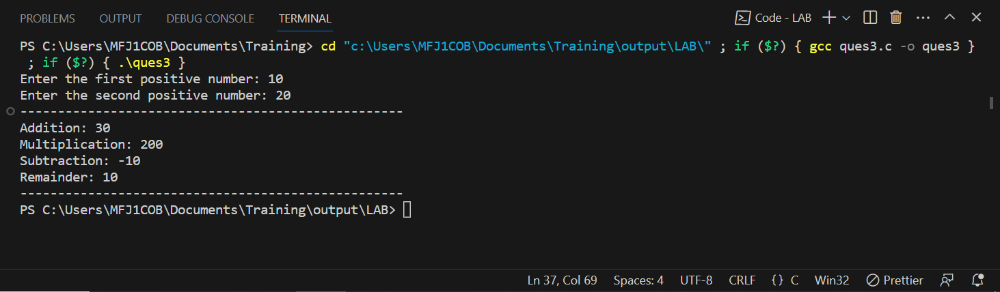 PROBLEMS OUTPUT DEBUG CONSOLE TERMINAL Code - LAB
PS C:\Users\MFJ1COB\Documents\Training> cd "c:\Users\MFJ1COB\Documents\Training\output\LAB\" ; if ($?) { gcc ques3.c -o ques3 }
 ; if ($?) { .\ques3 }
Enter the first positive number: 10
Enter the second positive number: 20
---------------------------------------------------
Addition: 30
Multiplication: 200
Subtraction: -10
Remainder: 10
---------------------------------------------------
PS C:\Users\MFJ1COB\Documents\Training\output\LAB>
Ln 37, Col 69 Spaces: 4 UTF-8 CRLF {} C Win32 Prettier